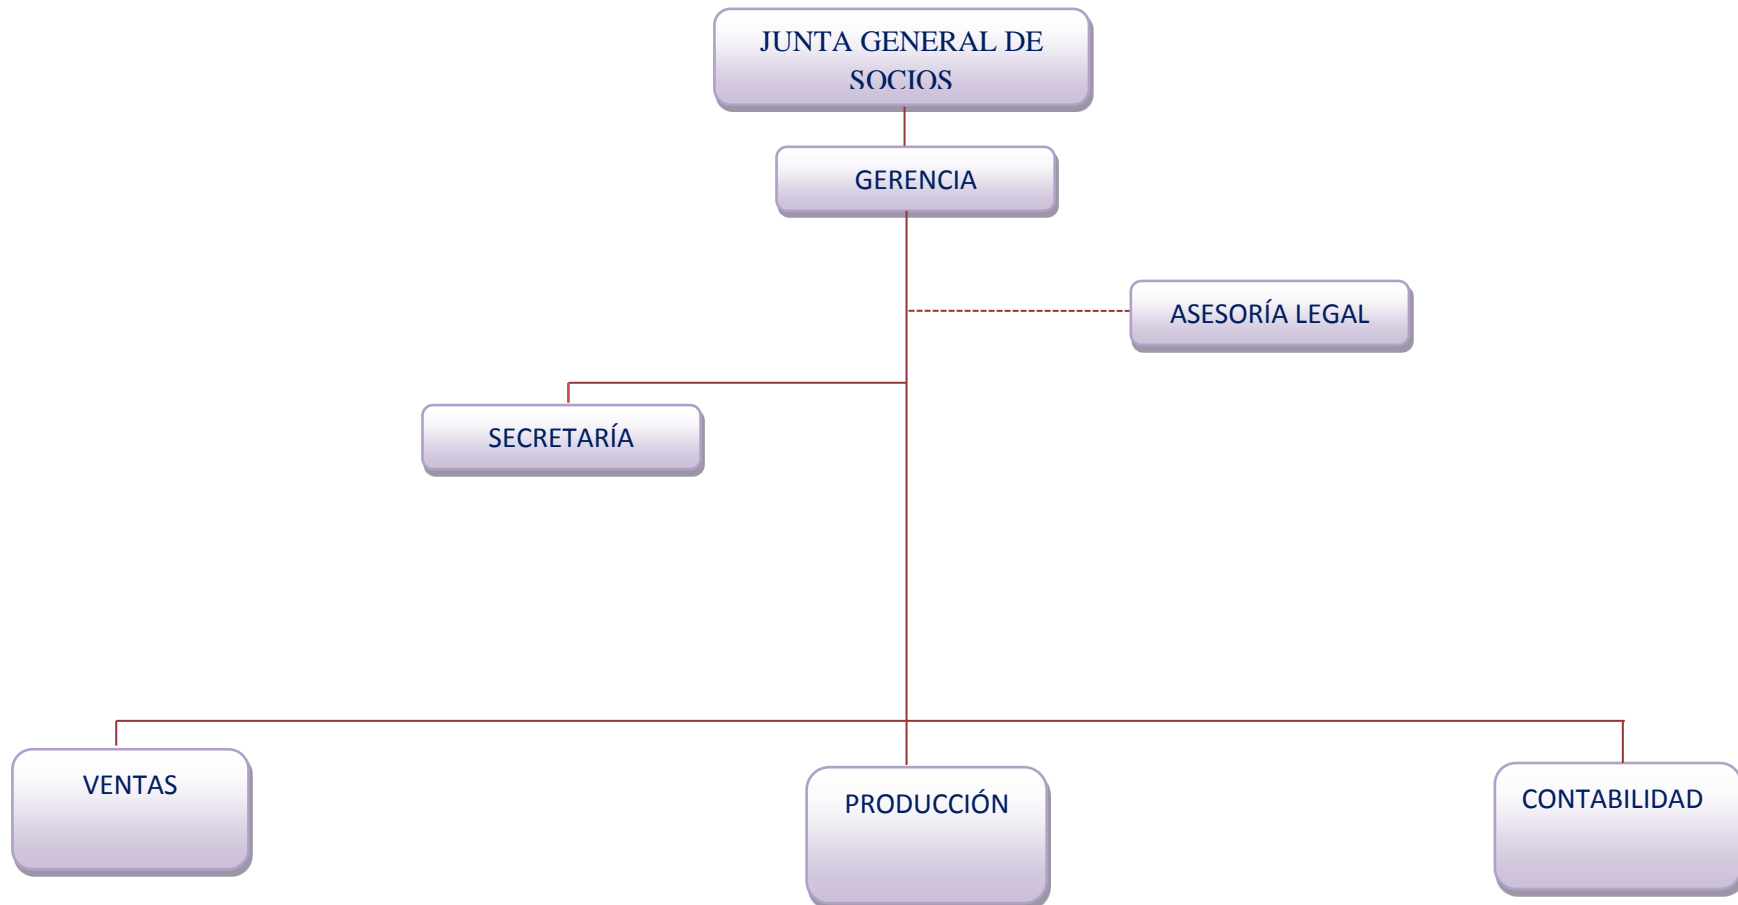 JUNTA GENERAL DE
SOCIOS
GERENCIA
ASESORÍA LEGAL
SECRETARÍA
VENTAS
PRODUCCIÓN
CONTABILIDAD